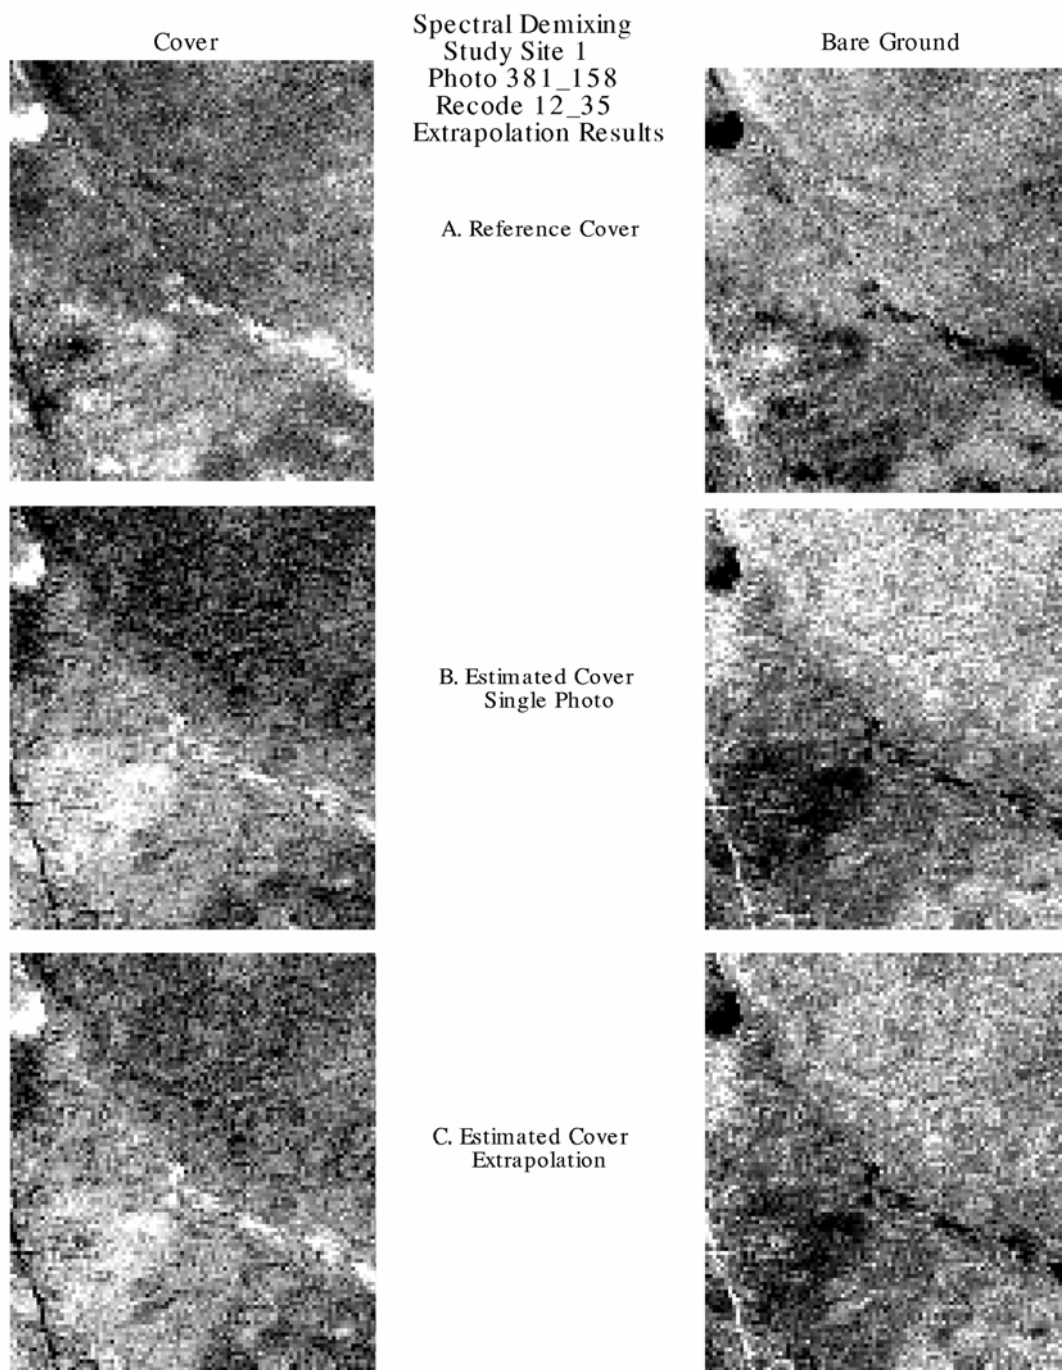 Cover
Spectral Demixing
Study Site 1
Photo 381_158
Recode 12_35
Extrapolation Results
Bare Ground
A. Reference Cover
B. Estimated Cover
Single Photo
C. Estimated Cover
Extrapolation